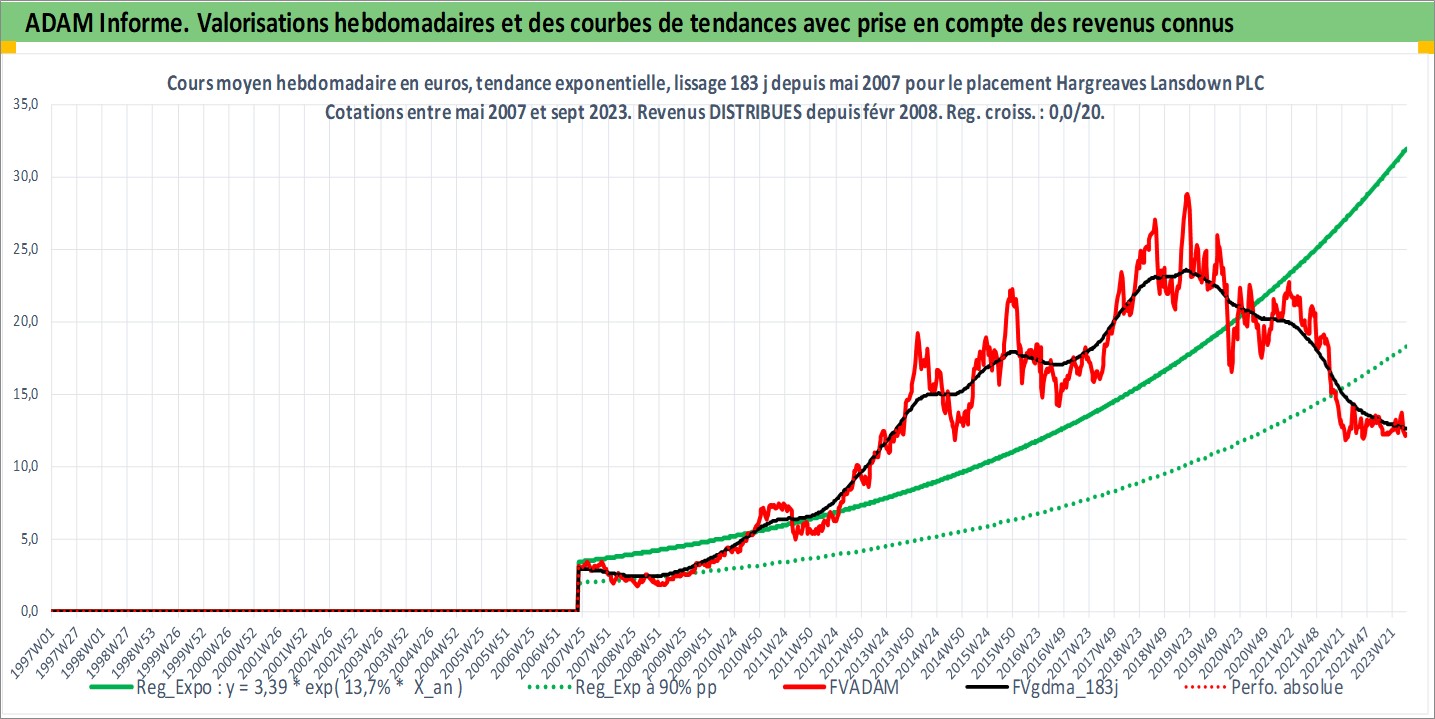 ADAM Informe. Valorisations hebdomadaires et des courbes de tendances avec prise en compte des revenus connus
Cours moyen hebdomadaire en euros, tendance exponentielle, lissage 183 j depuis mai 2007 pour le placement Hargreaves Lansdown PLC
Cotations entre mai 2007 et sept 2023. Revenus DISTRIBUES depuis févr 2008. Reg. croiss. : 0,0/20.
35,0
30,0
25,0
20,0
15,0
10,0
5,0
0,0
1997W01 1997W27 1998W01 1998W27 1998W53 1999W26 1999W52 2000W26 2000W52 2001W26 2001W52 2002W26 2002W52 2003W26 2003W52 2004W26 2004W52 2005W25 2005W51 2006W25 2006W51 2007W25 2007W51 2008W25 2008W51 2009W25 2009W51 2010W24 2010W50 2011W24 2011W50 2012W24 2012W50 2013W24 2013W50 2014W24 2014W50 2015W24 2015W50 2016W23 2016W49 2017W23 2017W49 2018W23 2018W49 2019W23 2019W49 2020W23 2020W49 2021W22 2021W48 2022W21 2022W47 2023W21
Reg_Expo : y = 3,39 * exp( 13,7% * X_an ) Reg_Exp à 90% pp FVADAM FVgdma_183j Perfo. absolue